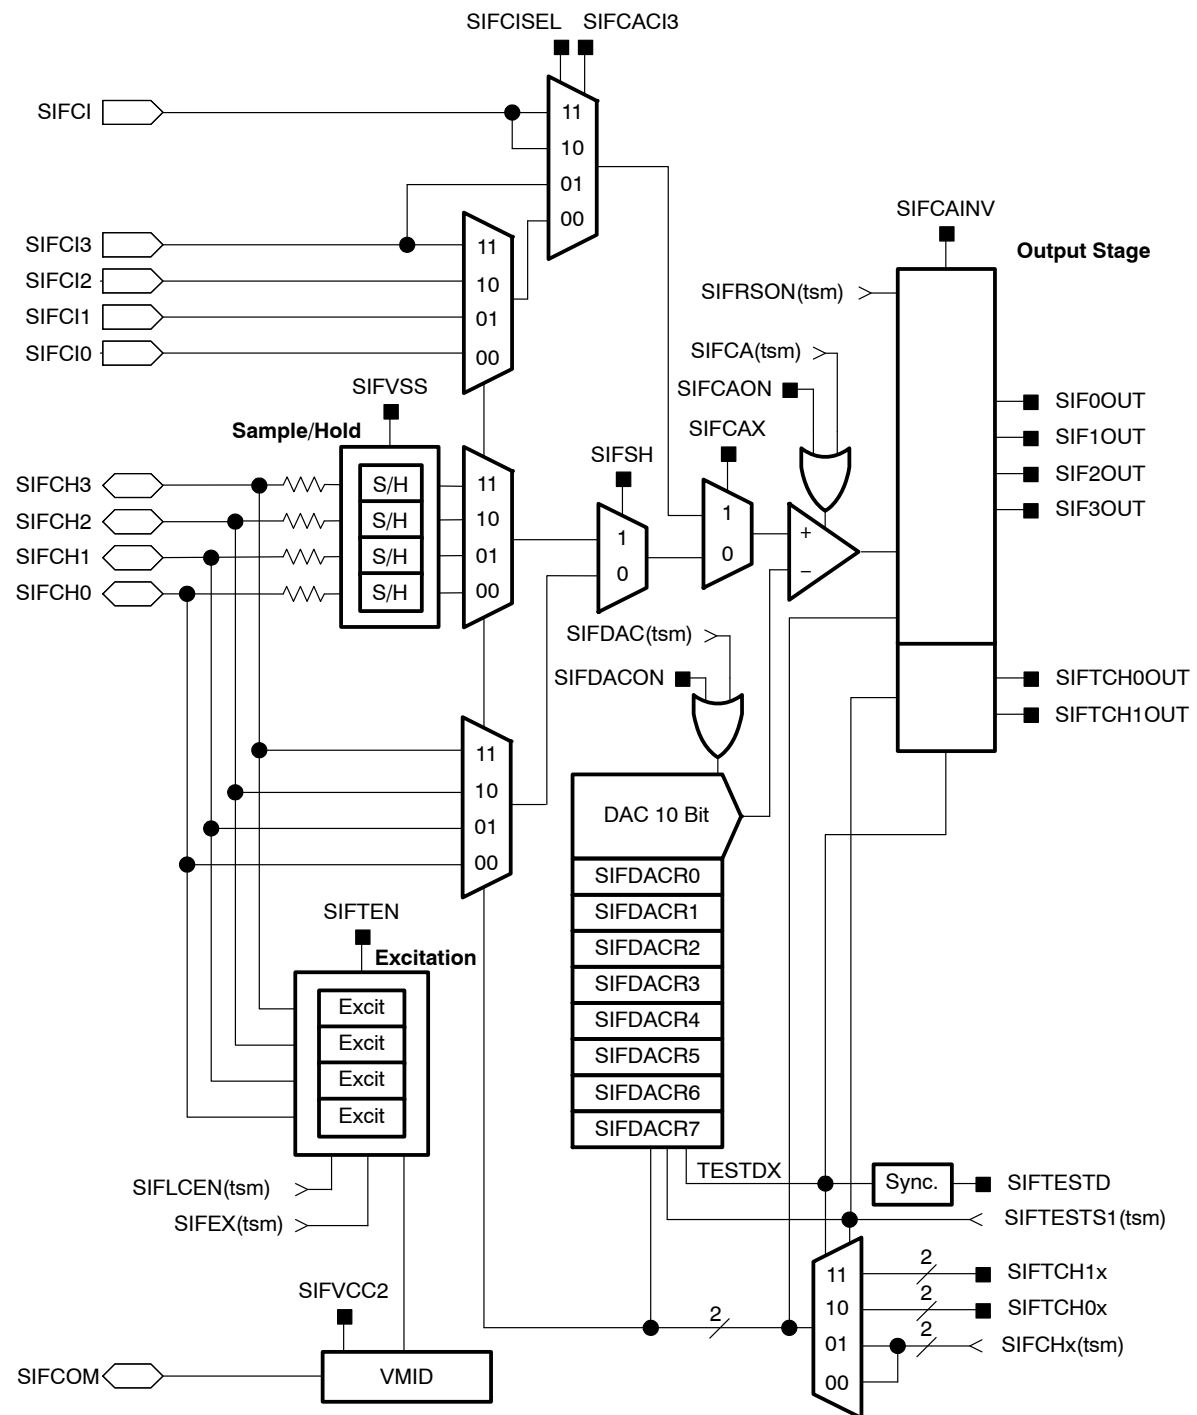 SIFCISEL SIFCACI3
SIFCI
11
10
01
00
SIFCI3
SIFCI2
SIFCI1
SIFCI0
11
10
01
00
SIFCAINV
Output Stage
SIFRSON(tsm)
SIFCA(tsm)
SIFCAON
SIFCAX
SIFVSS
Sample/Hold
SIFSH
SIF0OUT
SIF1OUT
SIF2OUT
SIF3OUT
SIFCH3
SIFCH2
SIFCH1
SIFCH0
S/H
S/H
S/H
S/H
11
10
01
00
1
0
1
0
+
−
SIFDAC(tsm)
SIFDACON
SIFTCH0OUT
SIFTCH1OUT
11
10
01
00
DAC 10 Bit
SIFDACR0
SIFDACR1
SIFDACR2
SIFDACR3
SIFDACR4
SIFDACR5
SIFDACR6
SIFDACR7
SIFTEN
Excitation
Excit
Excit
Excit
Excit
SIFLCEN(tsm)
SIFEX(tsm)
TESTDX
Sync.
SIFTESTD
SIFTESTS1(tsm)
11
10
01
00
2
SIFTCH1x
2
SIFTCH0x
2
SIFCHx(tsm)
2
SIFVCC2
SIFCOM
VMID